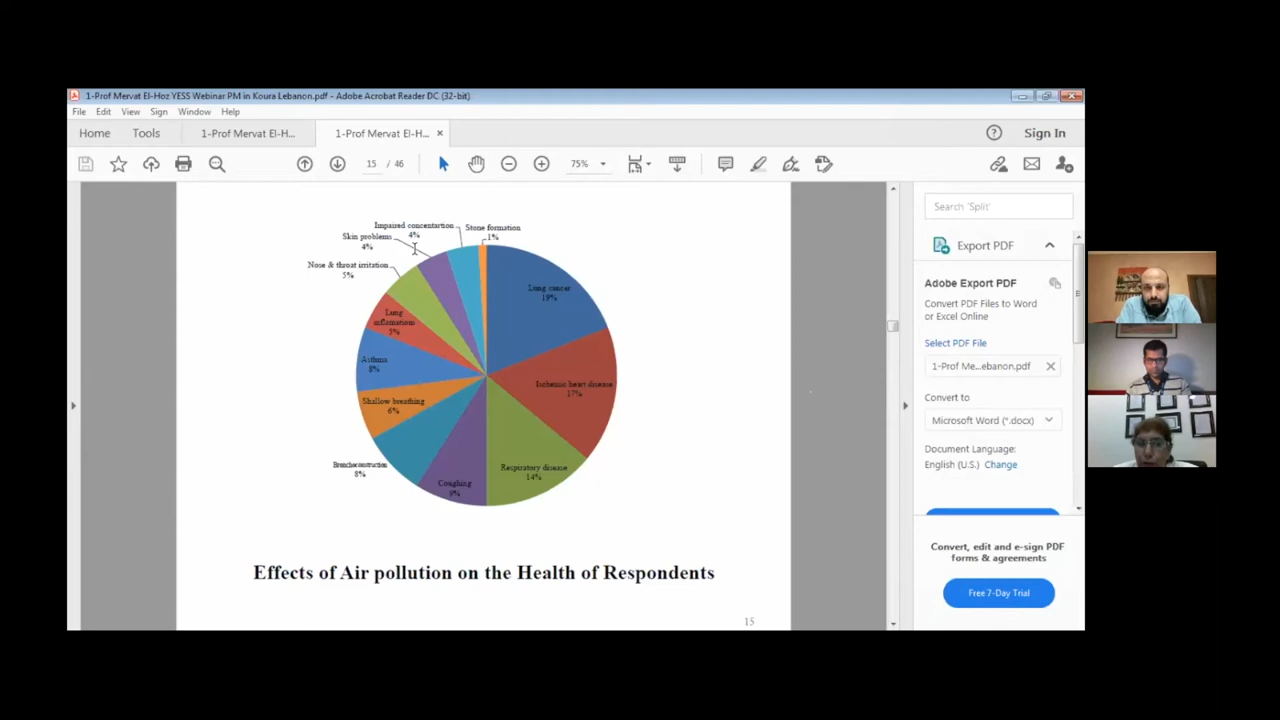 1-Prof Mervat El-Hoz YESS Webinar PM in Koura Lebanon.pdf - Adobe Acrobat Reader DC (32-bit)
File Edit View Sign Window Help
Home Tools 1-Prof Mervat El-H... 1-Prof Mervat El-H... × Sign In
15 / 46 75%
Search 'Split'
Export PDF
Adobe Export PDF
Convert PDF Files to Word
or Excel Online
Select PDF File
1-Prof Me...ebanon.pdf
Convert to
Microsoft Word (*.docx)
Document Language:
English (U.S.) Change
Convert, edit and e-sign PDF
forms & agreements
Free 7-Day Trial
Impaired concentartion
4%
Stone formation
1%
Skin problems
4%
Nose & throat irritation
5%
Lung cancer
19%
Lung
inflamations
5%
Asthma
8%
Ischemic heart disease
17%
Shallow breathing
6%
Bronchoconstruction
8%
Respiratory disease
14%
Coughing
9%
Effects of Air pollution on the Health of Respondents
15